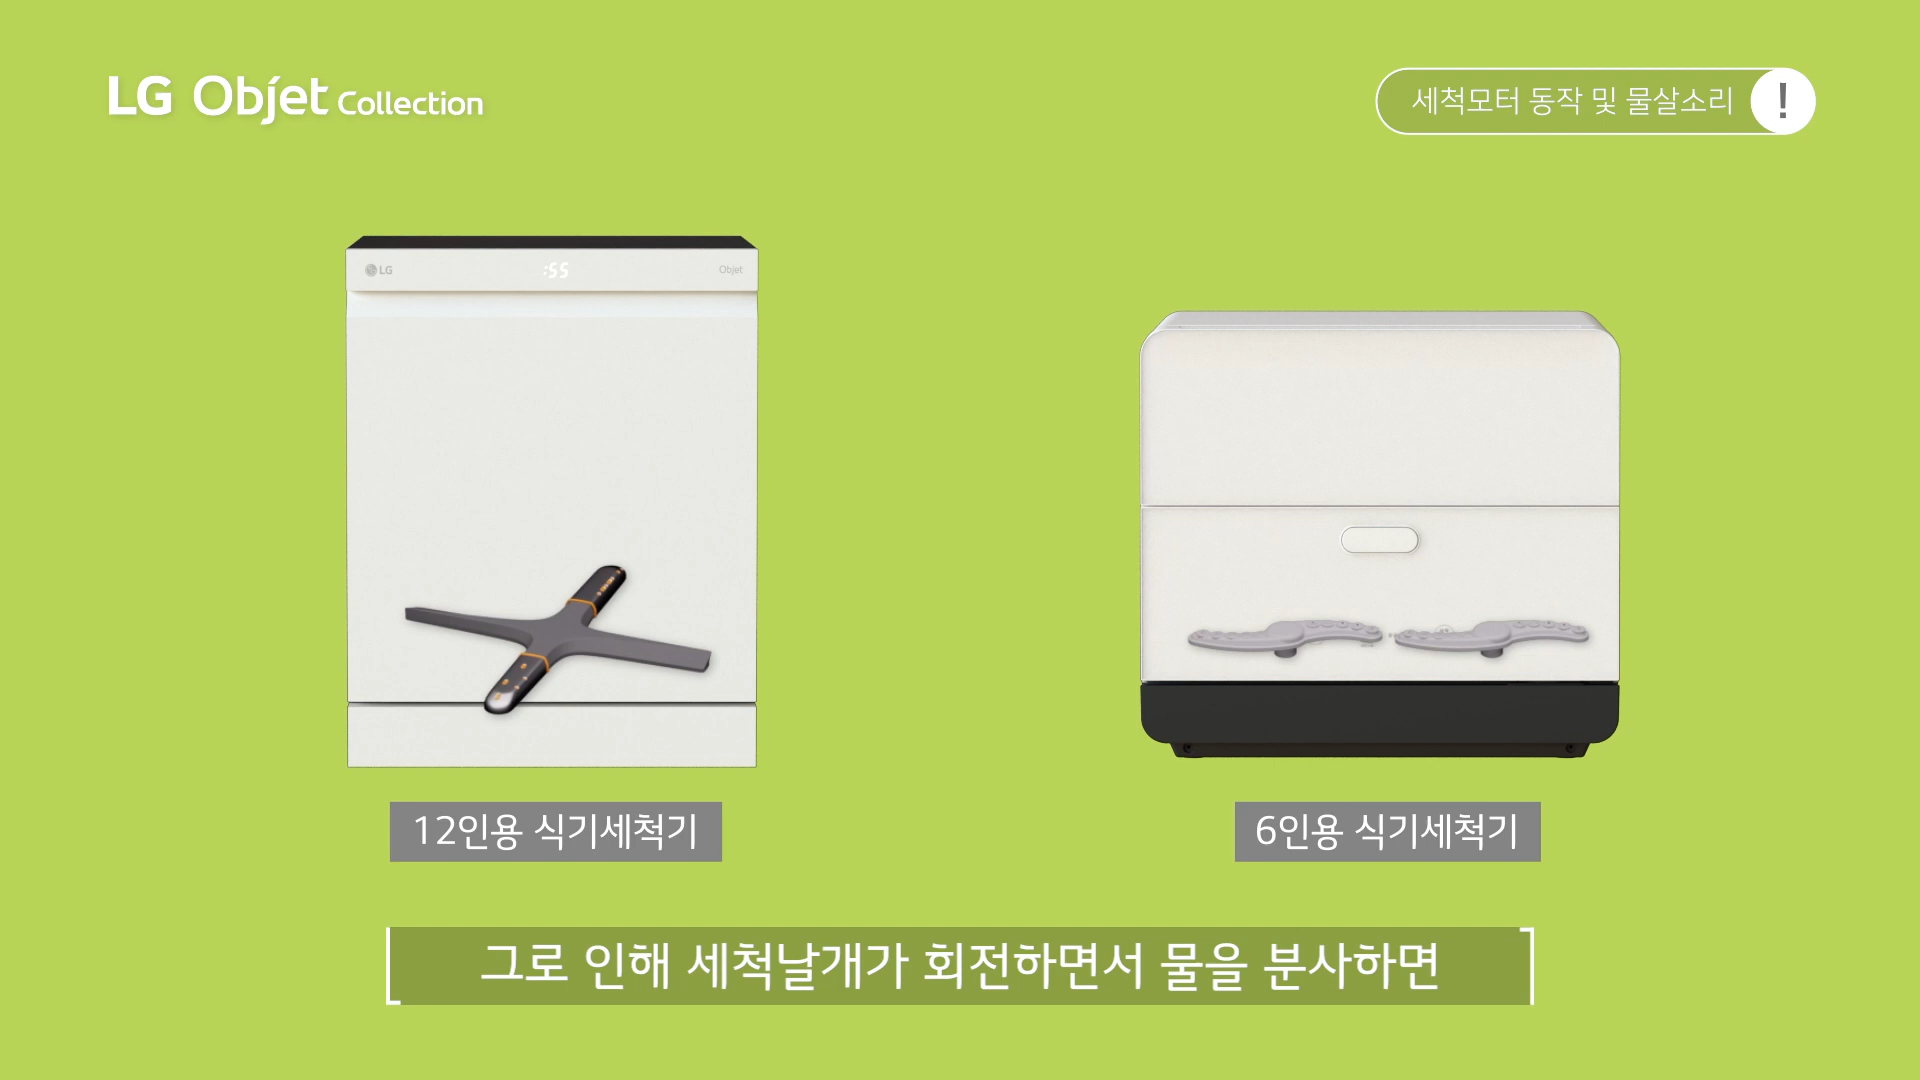 LG Objet Collection
세척모터 동작 및 물살소리 !
LG :55 Objet
12인용 식기세척기
6인용 식기세척기
그로 인해 세척날개가 회전하면서 물을 분사하면